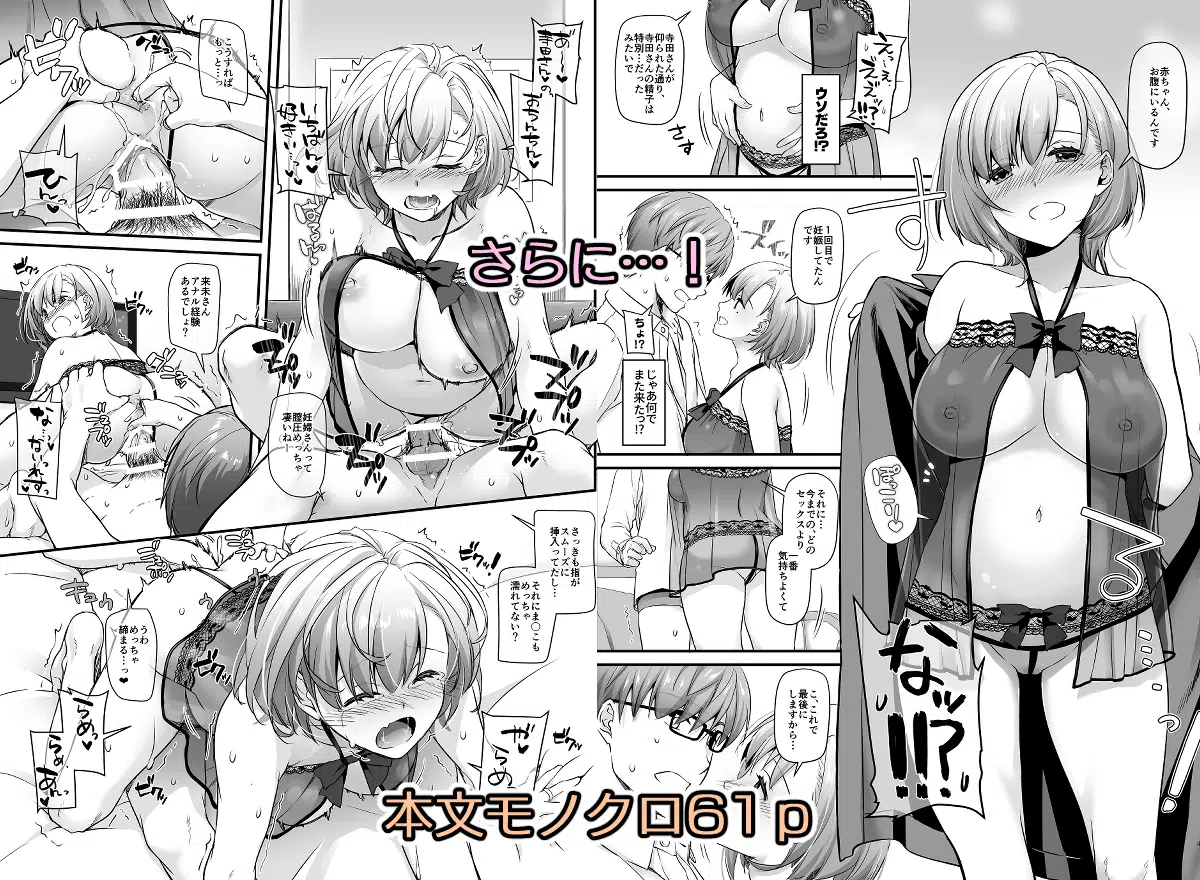 赤ちゃん、
お腹にいるんです
す
ぽっこり♡
なッ
!!!?
寺田さんが
仰られた通り、
寺田さんの精子は
特別…だった
みたいで
さす
ウソだろ!?
1回目で
妊娠してたん
です
ちょ!?
じゃあ何で
また来たっ!?
それに…
今までの、どの
セックスより
一番
気持ちよくて
こ、これで
最後に
しますから…
さらに…!
あ〜♡
寺田さんの
おちんちん♡
いちばん
好きぃ…♡
妊婦さんって
膣圧めっちゃ
凄いねー
こうすれば
もっと…っ
ひんっ♡
来未さん
アナル経験
あるでしょ?
さっきも指が
スムーズに
挿入ってたし…
それにま◯こも
めっちゃ
濡れてない?
うわ
めっちゃ
締まる…っ♡
らめっ♡
本文モノクロ61p